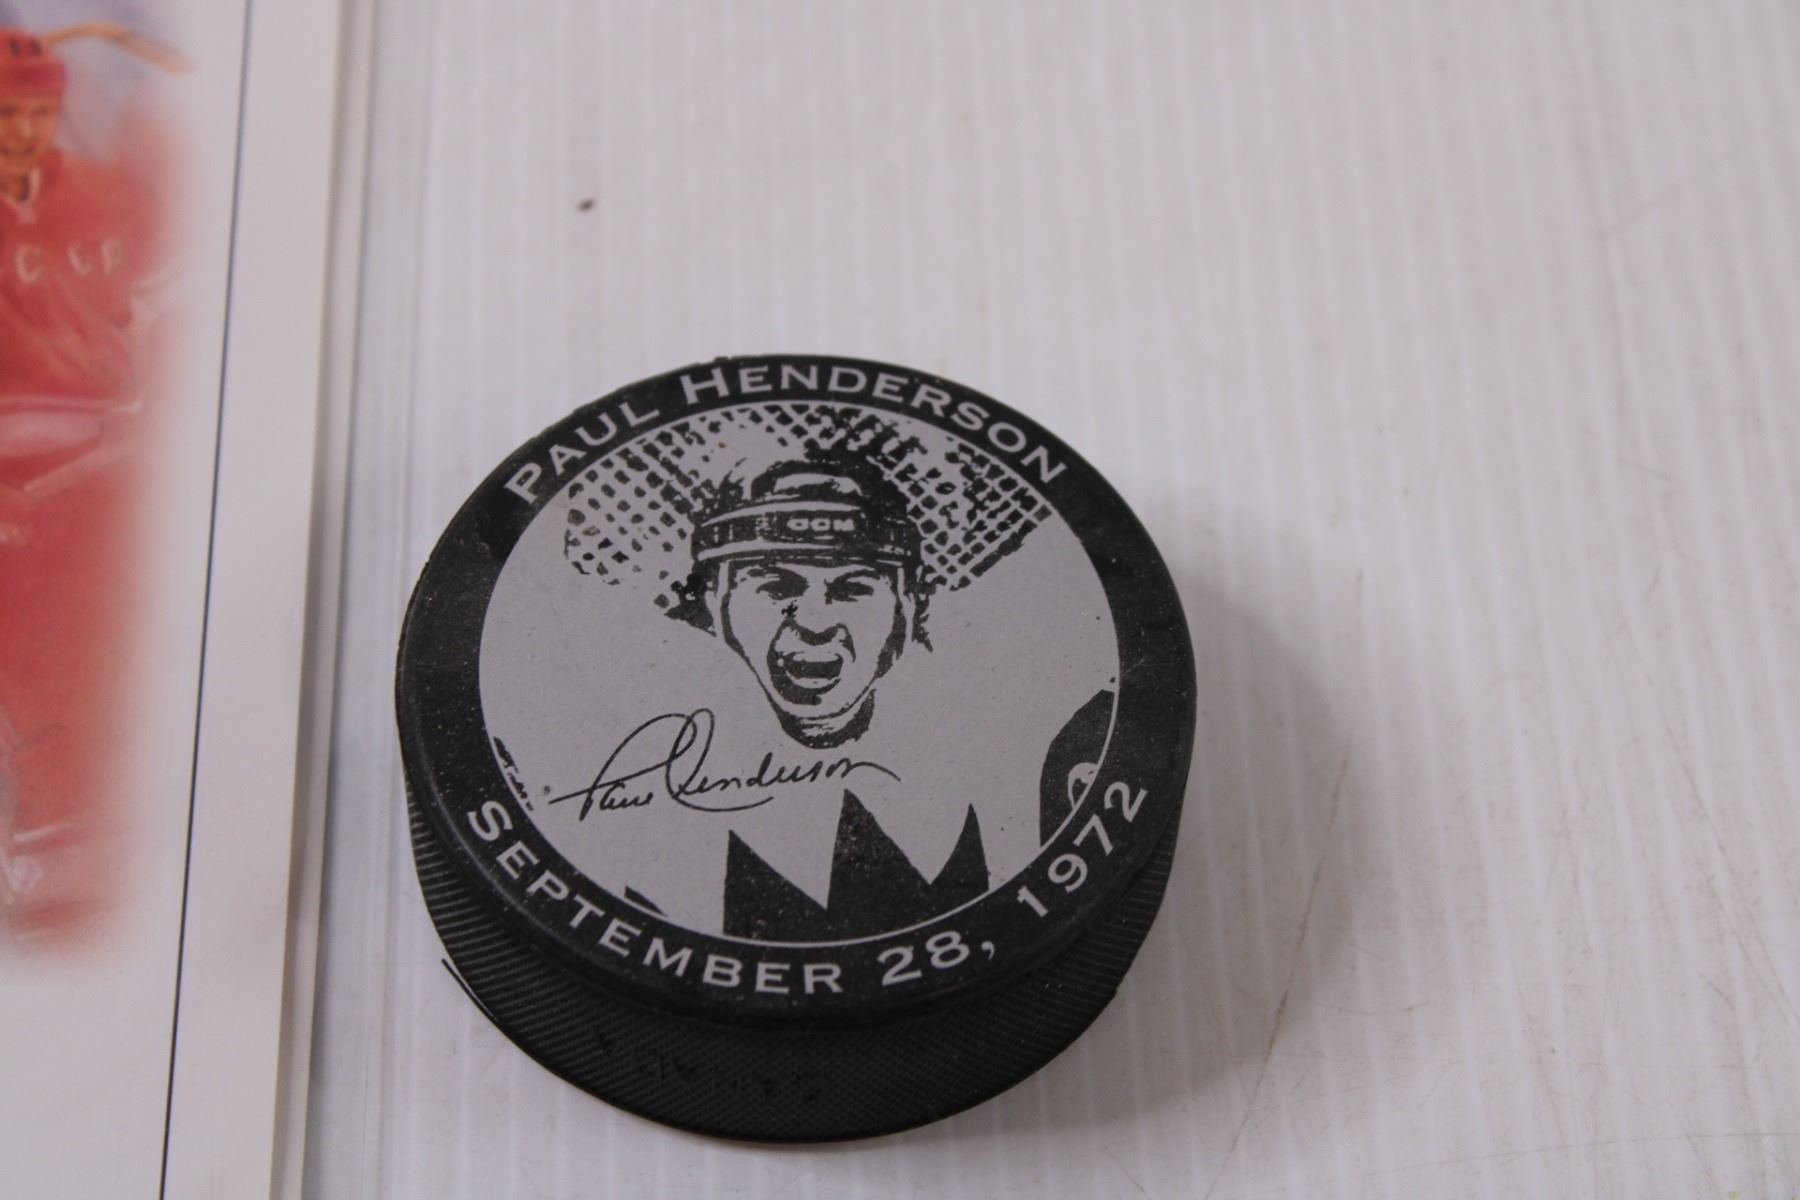 PAUL HENDERSON
CCM
Paul Henderson
SEPTEMBER 28, 1972